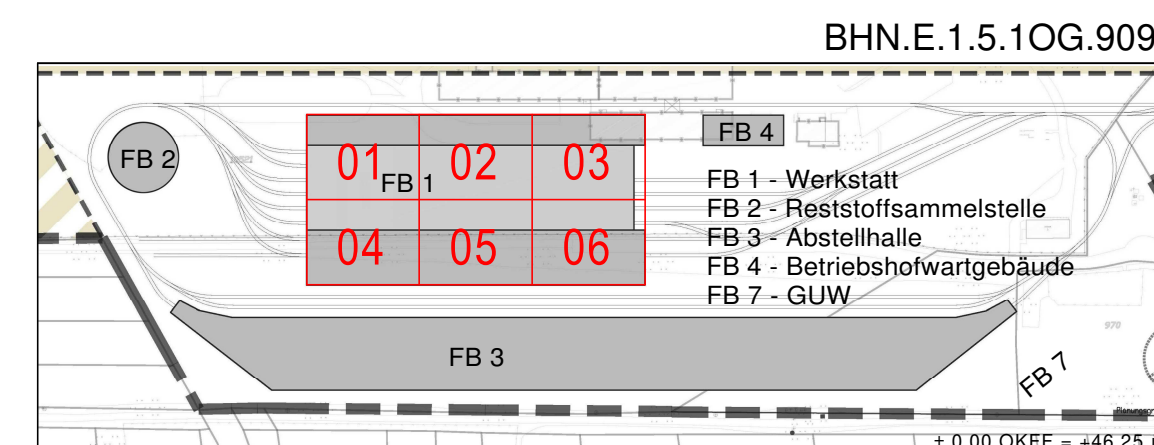 BHN.E.1.5.1OG.909
FB 2
01 02 03
FB 1
04 05 06
FB 4
FB 1 - Werkstatt
FB 2 - Reststoffsammelstelle
FB 3 - Abstellhalle
FB 4 - Betriebshofwartgebäude
FB 7 - GUW
970
FB 3
FB 7
± 0.00 OKFF = +46.25